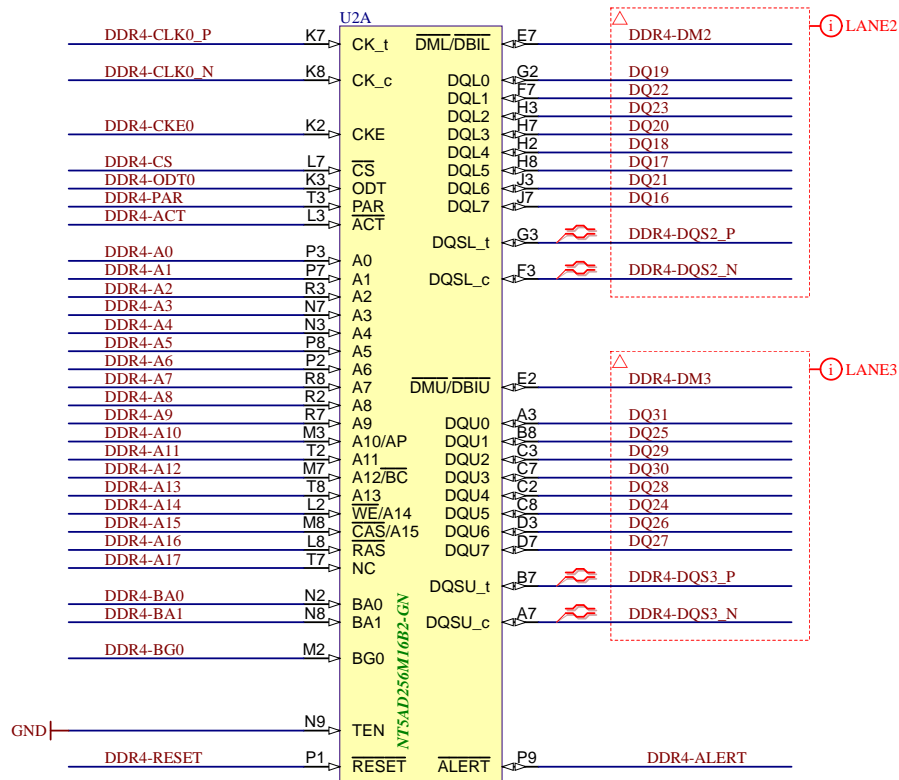 U2A
DDR4-CLK0_P K7 CK_t DML/DBIL E7 DDR4-DM2 i LANE2
DDR4-CLK0_N K8 CK_c DQL0 G2 DQ19
DQL1 F7 DQ22
DQL2 H3 DQ23
DDR4-CKE0 K2 CKE DQL3 H7 DQ20
DQL4 H2 DQ18
DDR4-CS L7 CS DQL5 H8 DQ17
DDR4-ODT0 K3 ODT DQL6 J3 DQ21
DDR4-PAR T3 PAR DQL7 J7 DQ16
DDR4-ACT L3 ACT
DQSL_t G3 DDR4-DQS2_P
DDR4-A0 P3 A0
DDR4-A1 P7 A1 DQSL_c F3 DDR4-DQS2_N
DDR4-A2 R3 A2
DDR4-A3 N7 A3
DDR4-A4 N3 A4
DDR4-A5 P8 A5
DDR4-A6 P2 A6 i LANE3
DDR4-A7 R8 A7 DMU/DBIU E2 DDR4-DM3
DDR4-A8 R2 A8
DDR4-A9 R7 A9 DQU0 A3 DQ31
DDR4-A10 M3 A10/AP DQU1 B8 DQ25
DDR4-A11 T2 A11 DQU2 C3 DQ29
DDR4-A12 M7 A12/BC DQU3 C7 DQ30
DDR4-A13 T8 A13 DQU4 C2 DQ28
DDR4-A14 L2 WE/A14 DQU5 C8 DQ24
DDR4-A15 M8 CAS/A15 DQU6 D3 DQ26
DDR4-A16 L8 RAS DQU7 D7 DQ27
DDR4-A17 T7 NC
DQSU_t B7 DDR4-DQS3_P
DDR4-BA0 N2 BA0
DDR4-BA1 N8 BA1 DQSU_c A7 DDR4-DQS3_N
DDR4-BG0 M2 BG0
NT5AD256M16B2-GN
GND N9 TEN
DDR4-RESET P1 RESET ALERT P9 DDR4-ALERT